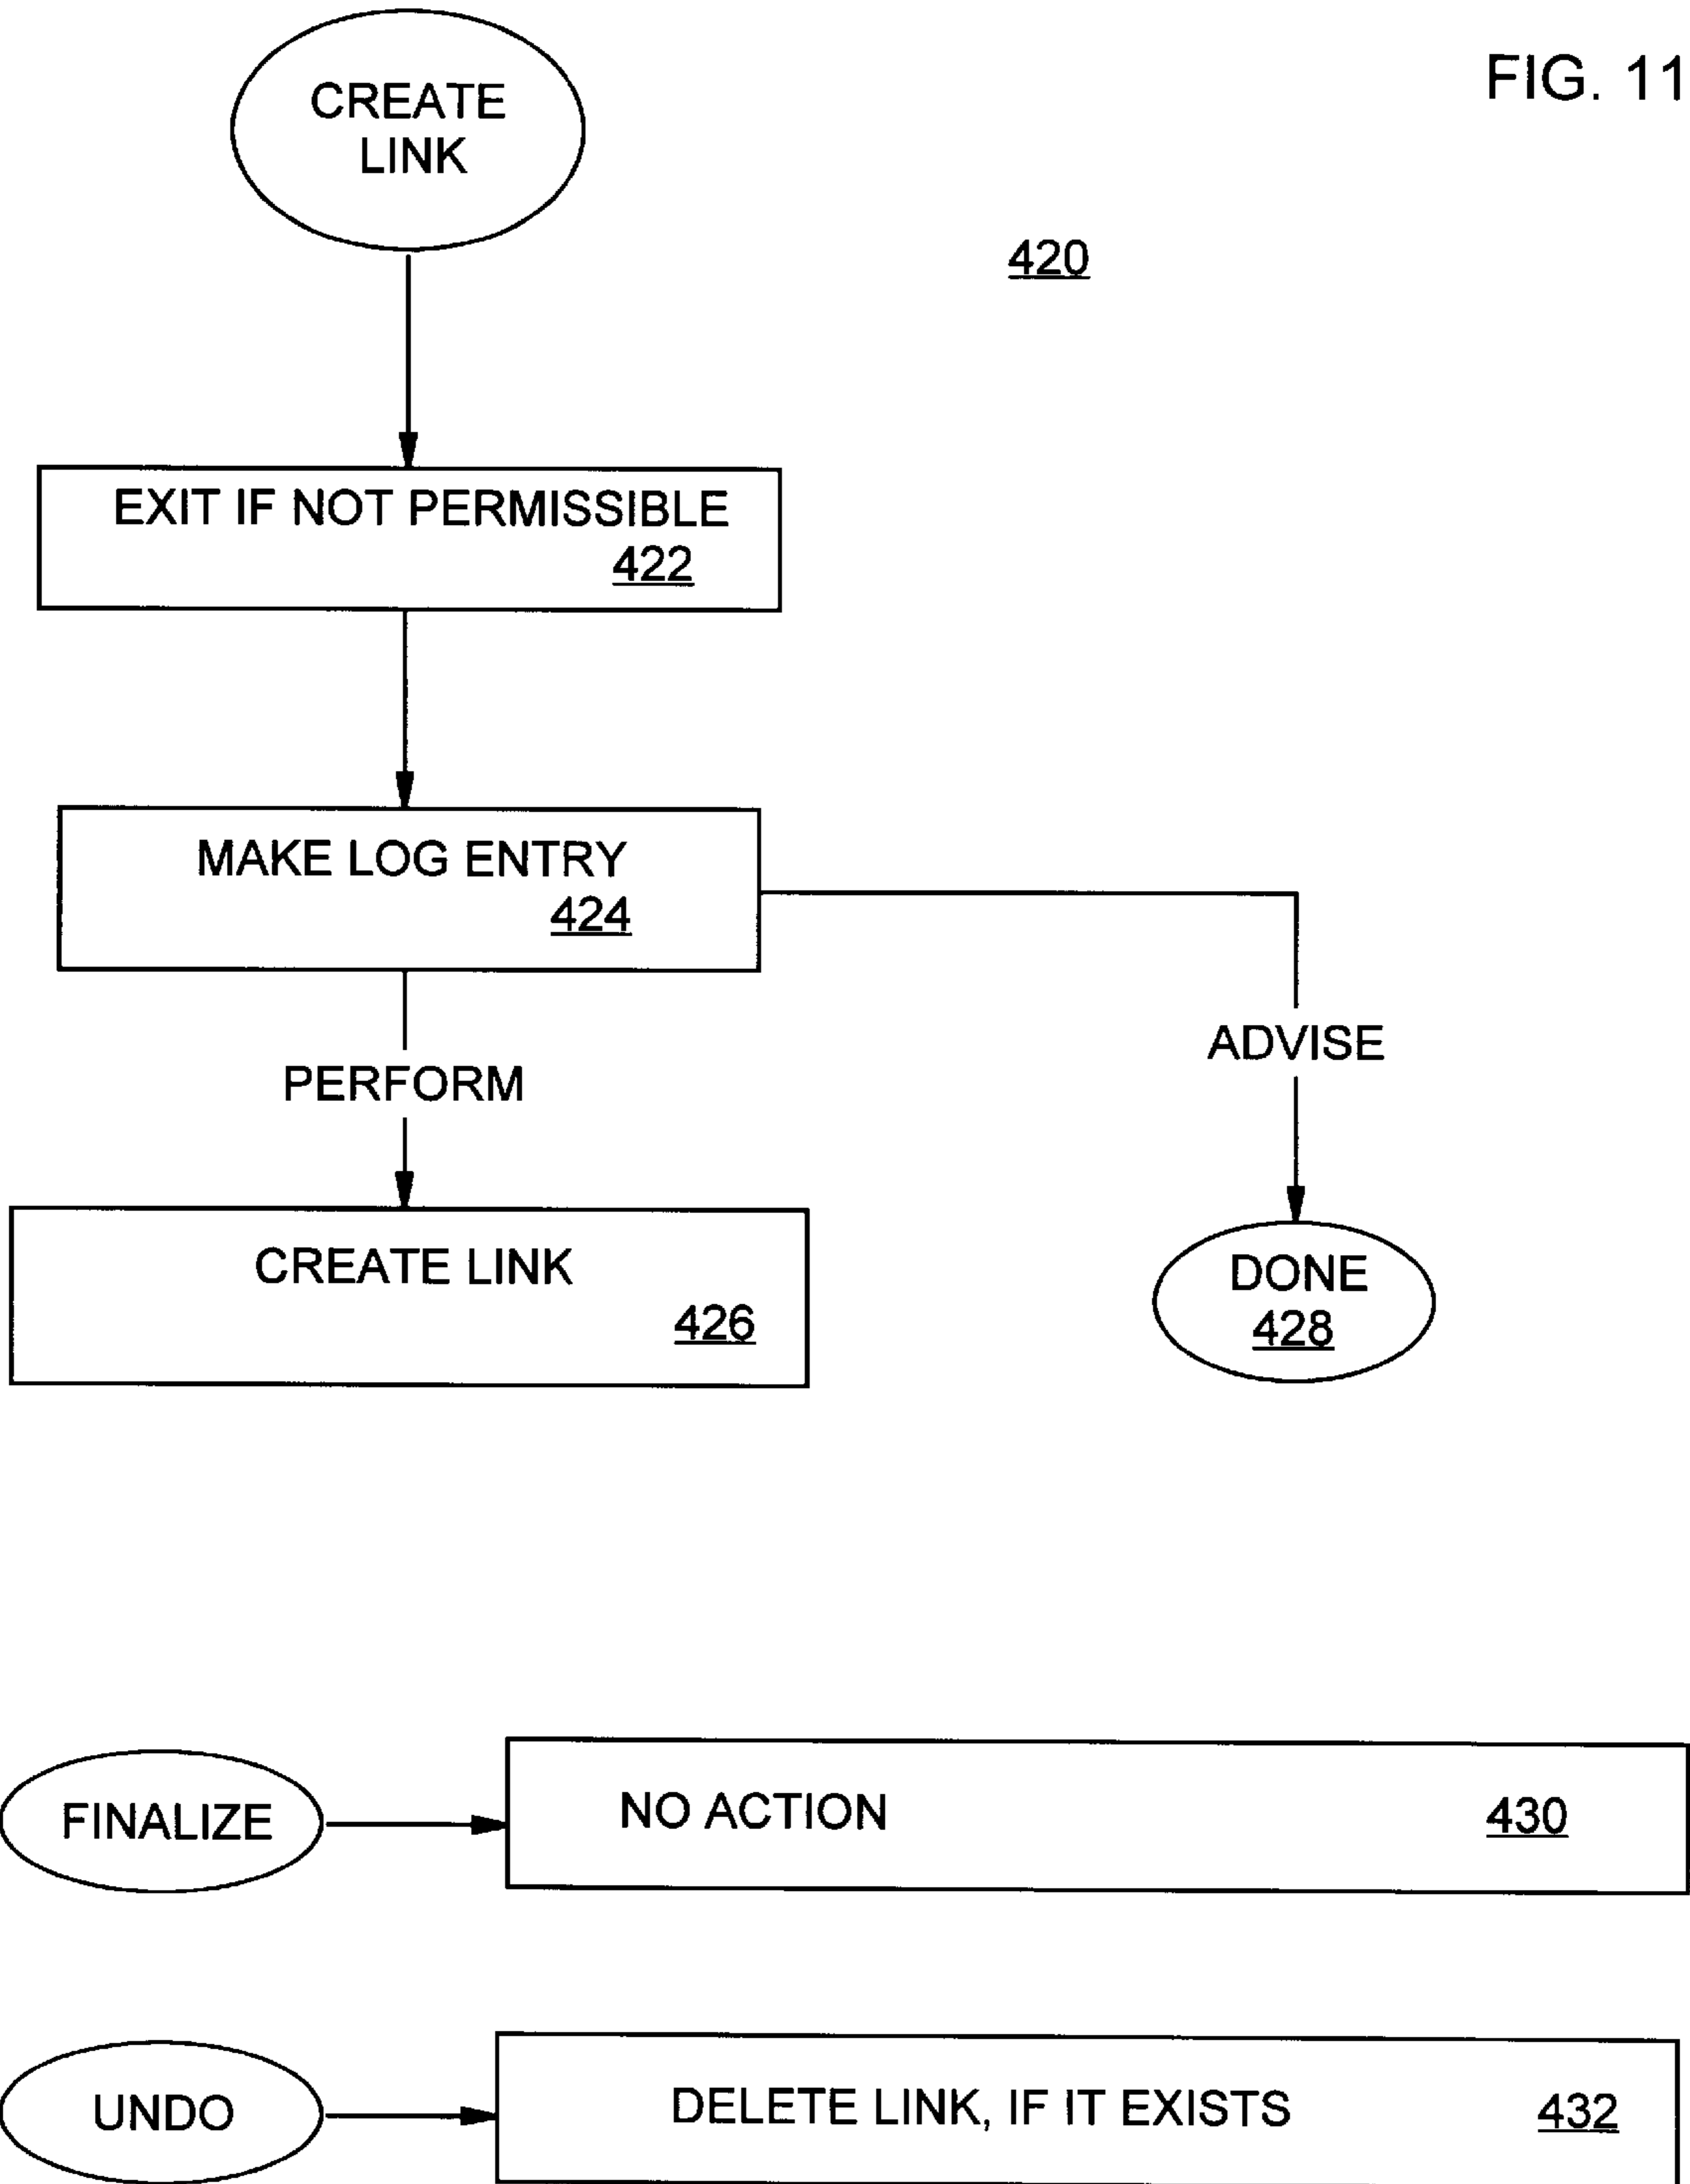 FIG. 11
CREATE
LINK
420
EXIT IF NOT PERMISSIBLE
422
MAKE LOG ENTRY
424
ADVISE
PERFORM
CREATE LINK
426
DONE
428
FINALIZE
NO ACTION
430
UNDO
DELETE LINK, IF IT EXISTS
432